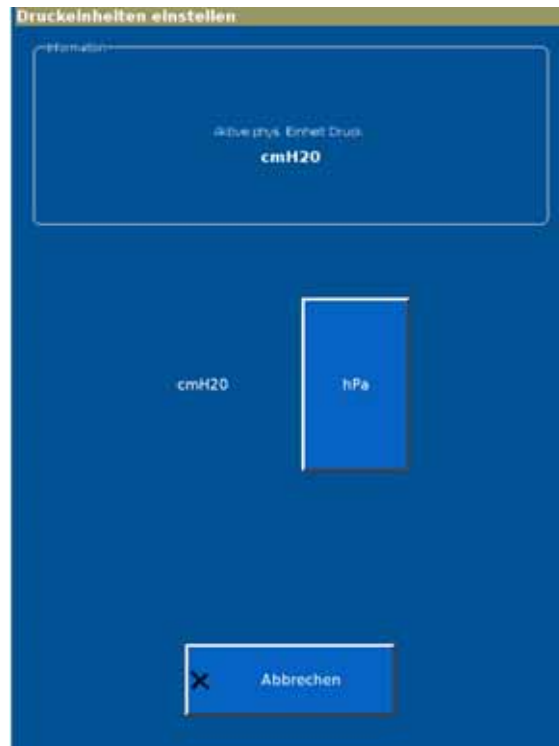 Druckeinheiten einstellen
Information
Aktive phys. Einheit Druck
cmH20
cmH20 hPa
Abbrechen